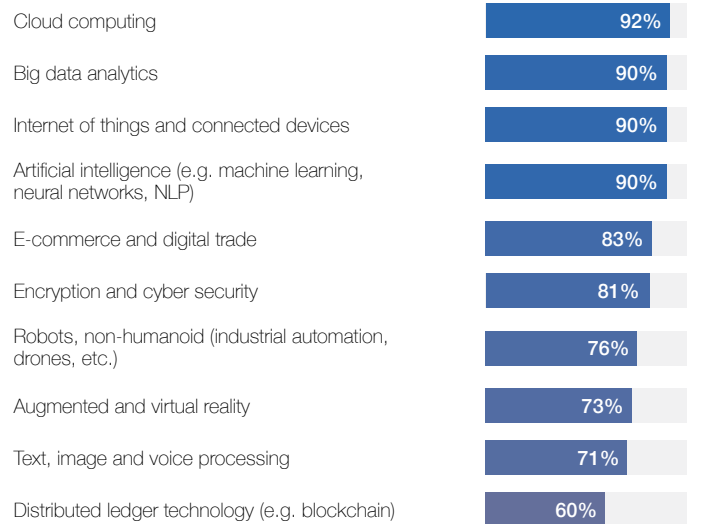 Cloud computing 92%
Big data analytics 90%
Internet of things and connected devices 90%
Artificial intelligence (e.g. machine learning,
neural networks, NLP) 90%
E-commerce and digital trade 83%
Encryption and cyber security 81%
Robots, non-humanoid (industrial automation,
drones, etc.) 76%
Augmented and virtual reality 73%
Text, image and voice processing 71%
Distributed ledger technology (e.g. blockchain) 60%